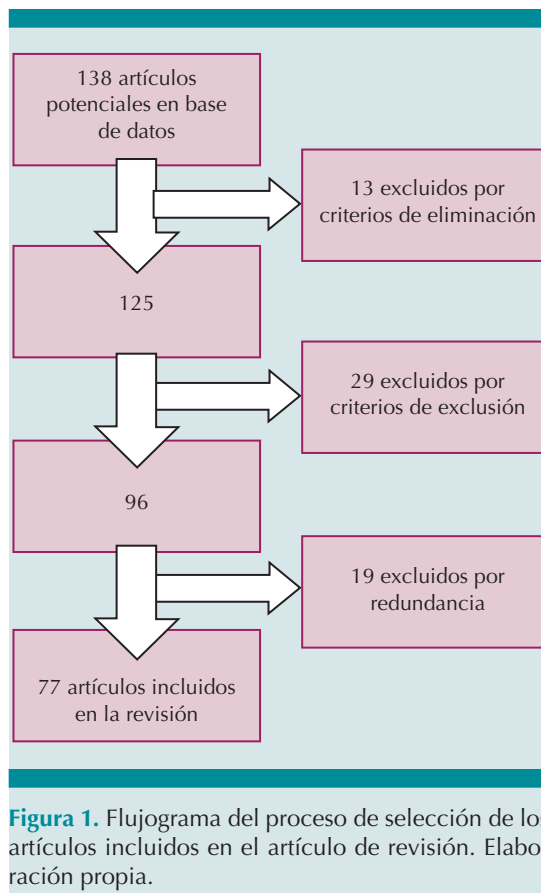 138 artículos
potenciales en base
de datos
13 excluidos por
criterios de eliminación
125
29 excluidos por
criterios de exclusión
96
19 excluidos por
redundancia
77 artículos incluidos
en la revisión
Figura 1. Flujograma del proceso de selección de los
artículos incluidos en el artículo de revisión. Elabo
ración propia.